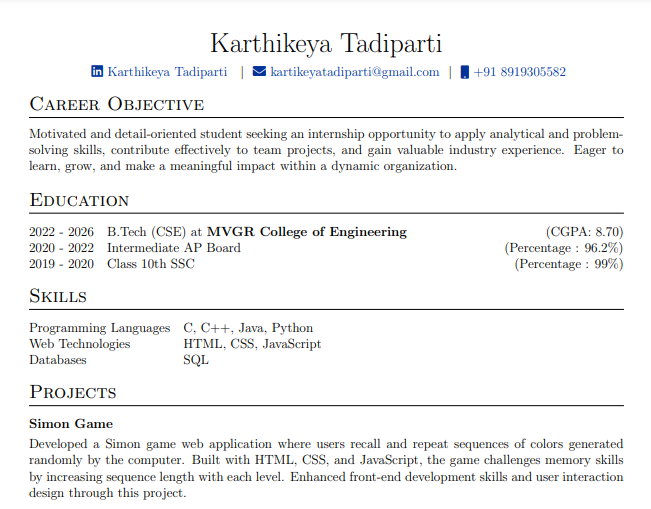 Karthikeya Tadiparti
Karthikeya Tadiparti | kartikeyatadiparti@gmail.com | +91 8919305582
Career Objective
Motivated and detail-oriented student seeking an internship opportunity to apply analytical and problem-
solving skills, contribute effectively to team projects, and gain valuable industry experience. Eager to
learn, grow, and make a meaningful impact within a dynamic organization.
Education
2022 - 2026 B.Tech (CSE) at MVGR College of Engineering (CGPA: 8.70)
2020 - 2022 Intermediate AP Board (Percentage : 96.2%)
2019 - 2020 Class 10th SSC (Percentage : 99%)
Skills
Programming Languages C, C++, Java, Python
Web Technologies HTML, CSS, JavaScript
Databases SQL
Projects
Simon Game
Developed a Simon game web application where users recall and repeat sequences of colors generated
randomly by the computer. Built with HTML, CSS, and JavaScript, the game challenges memory skills
by increasing sequence length with each level. Enhanced front-end development skills and user interaction
design through this project.